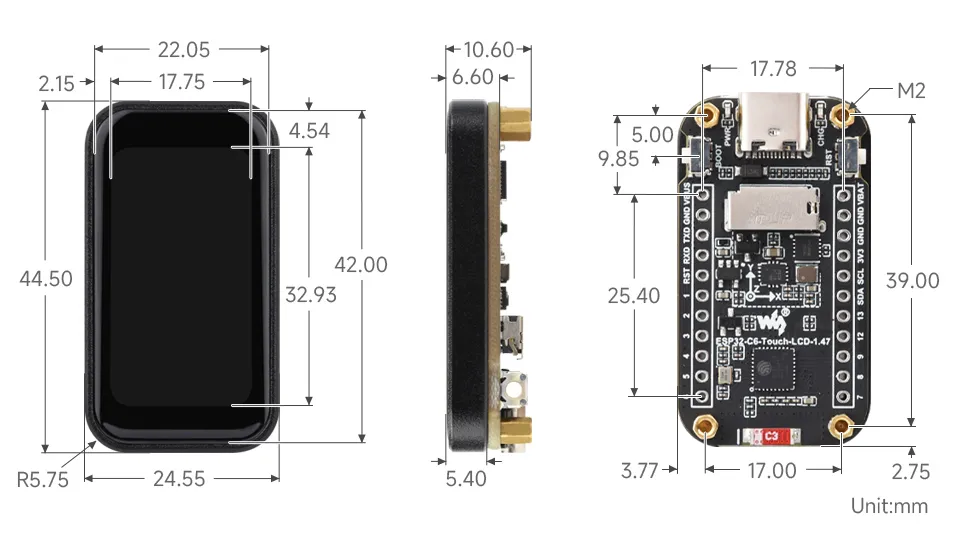 22.05
2.15
17.75
4.54
44.50
42.00
32.93
R5.75
24.55
10.60
6.60
5.40
17.78
M2
5.00
9.85
25.40
39.00
3.77
17.00
2.75
Unit:mm
PWR
CHG
BOOT
RST
VBUS
GND
TXD
RXD
RST
1
2
3
4
5
VBAT
GND
GND
3V3
SCL
SDA
13
12
9
8
7
Y
Z
X
ESP32-C6-Touch-LCD-1.47
C3